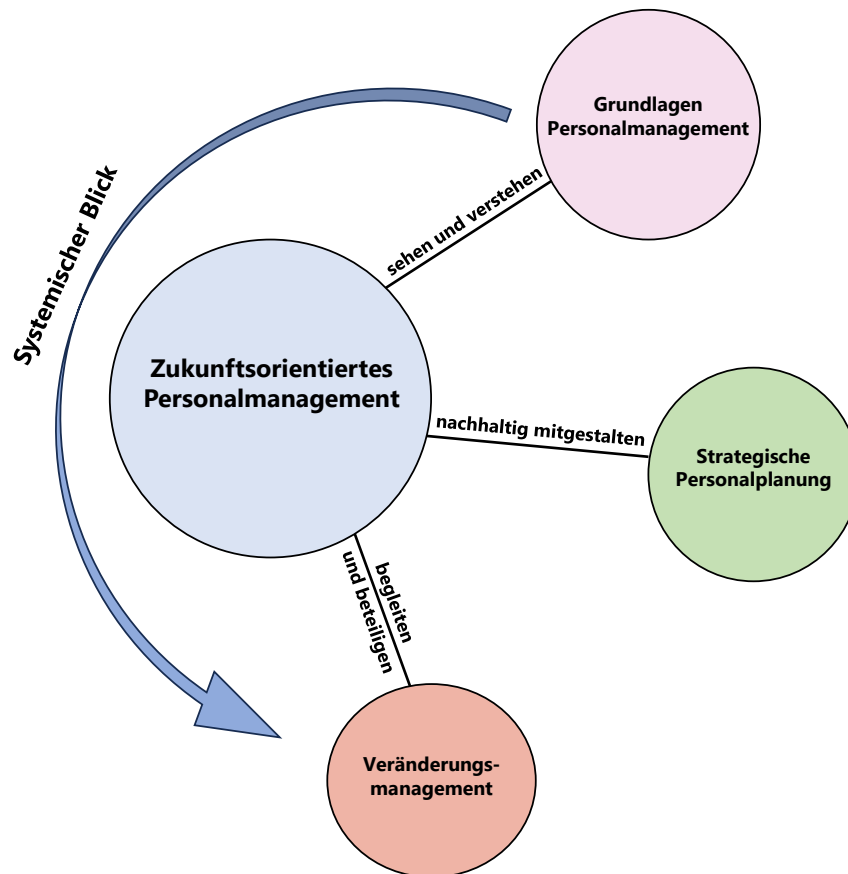 Grundlagen
Personalmanagement
sehen und verstehen
Systemischer Blick
Zukunftsorientiertes
Personalmanagement
nachhaltig mitgestalten
Strategische
Personalplanung
begleiten
und beteiligen
Veränderungs-
management